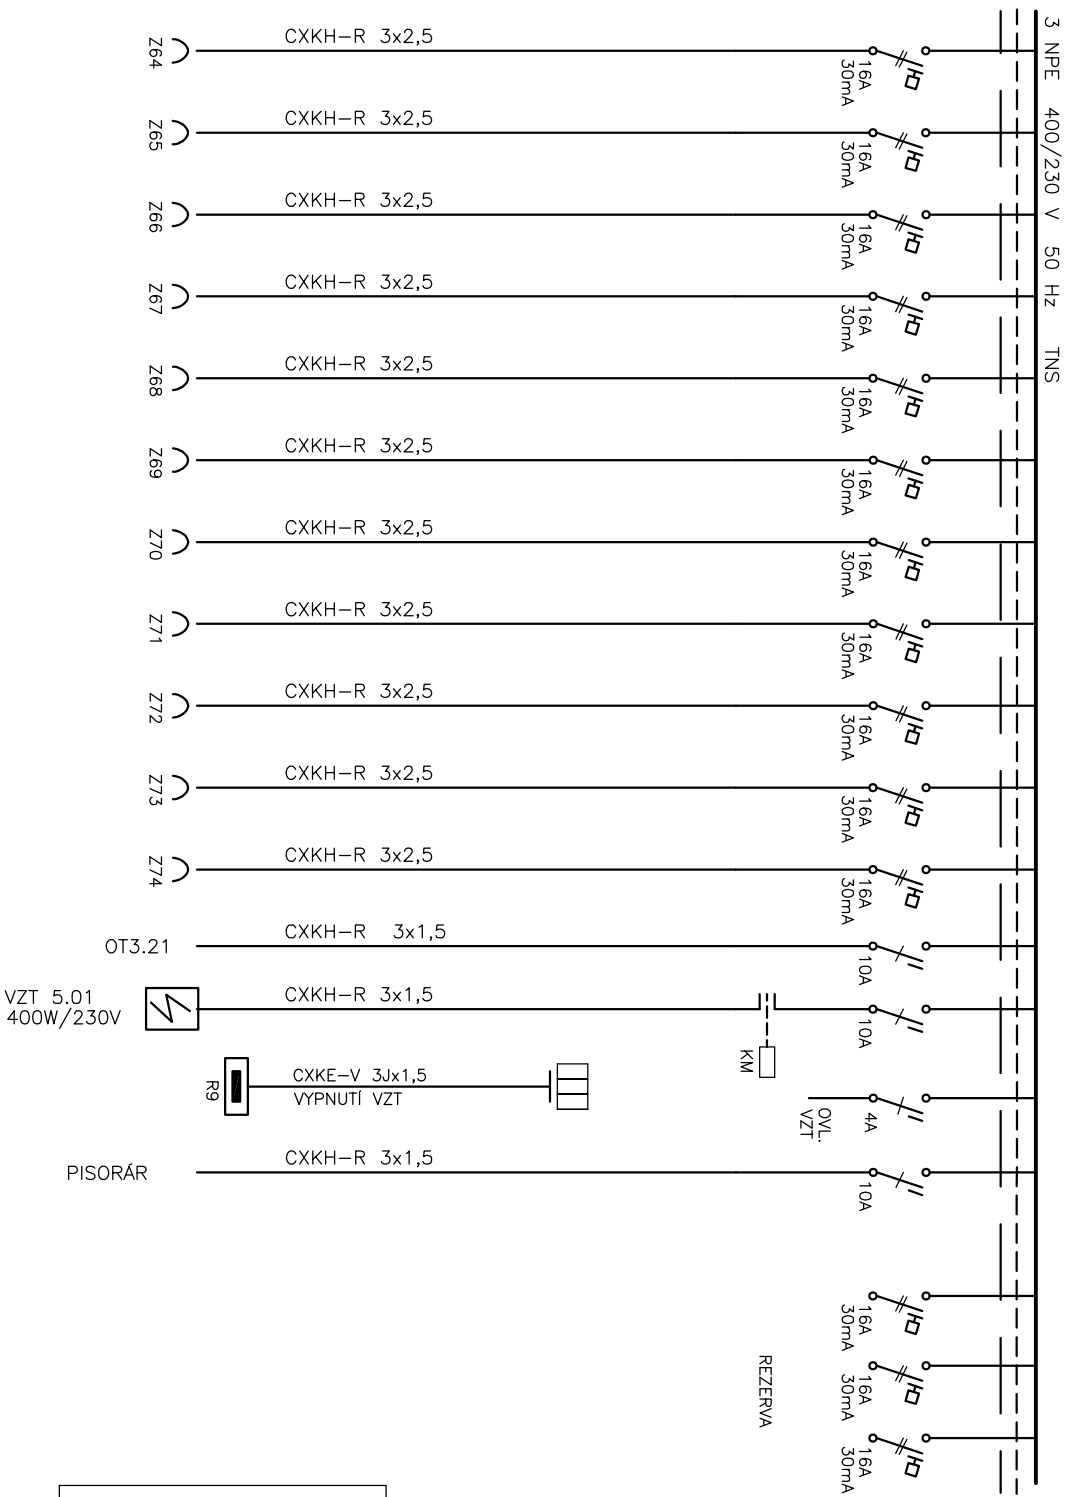 3 NPE 400/230 V 50 Hz TNS
Z64
CXKH-R 3x2,5
16A
30mA
Z65
CXKH-R 3x2,5
16A
30mA
Z66
CXKH-R 3x2,5
16A
30mA
Z67
CXKH-R 3x2,5
16A
30mA
Z68
CXKH-R 3x2,5
16A
30mA
Z69
CXKH-R 3x2,5
16A
30mA
Z70
CXKH-R 3x2,5
16A
30mA
Z71
CXKH-R 3x2,5
16A
30mA
Z72
CXKH-R 3x2,5
16A
30mA
Z73
CXKH-R 3x2,5
16A
30mA
Z74
CXKH-R 3x2,5
16A
30mA
OT3.21
CXKH-R 3x1,5
10A
VZT 5.01
400W/230V
CXKH-R 3x1,5
KM
10A
R9
CXKE-V 3Jx1,5
VYPNUTÍ VZT
OVL.
VZT
4A
PISORÁR
CXKH-R 3x1,5
10A
16A
30mA
REZERVA
16A
30mA
16A
30mA